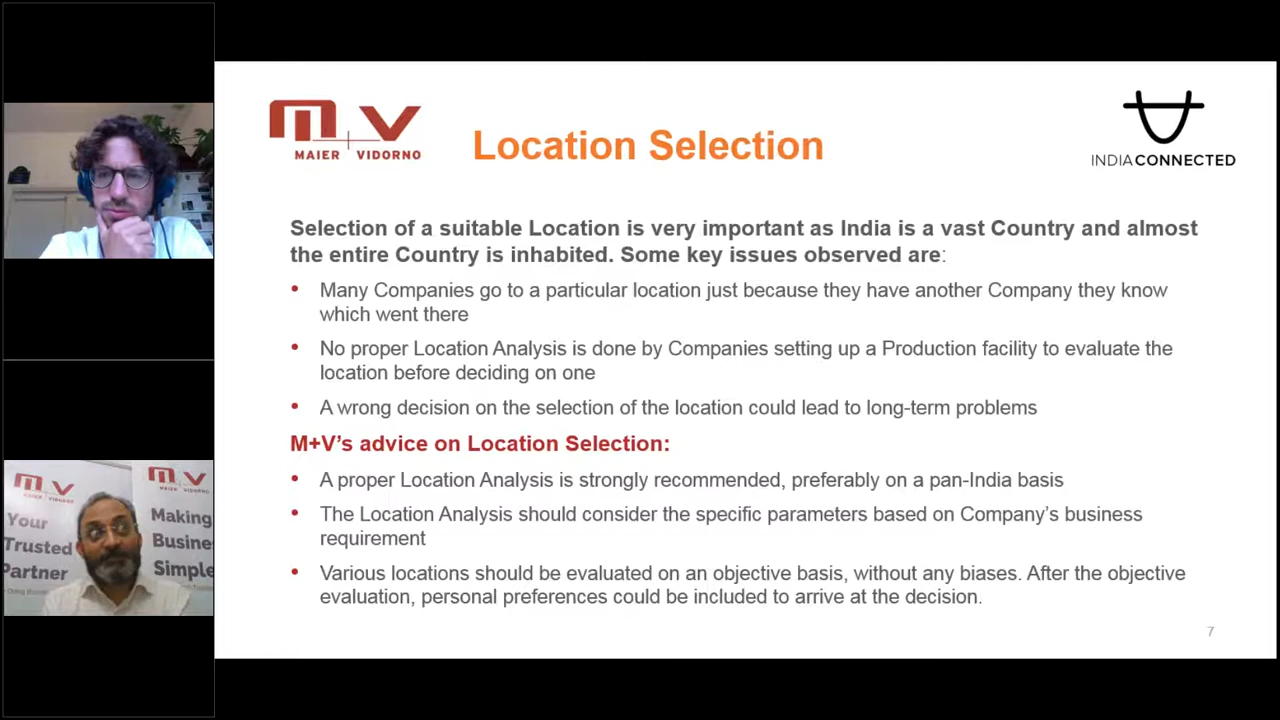 M+V
MAIER VIDORNO
Location Selection
INDIACONNECTED
Selection of a suitable Location is very important as India is a vast Country and almost
the entire Country is inhabited. Some key issues observed are:
• Many Companies go to a particular location just because they have another Company they know
which went there
• No proper Location Analysis is done by Companies setting up a Production facility to evaluate the
location before deciding on one
• A wrong decision on the selection of the location could lead to long-term problems
M+V’s advice on Location Selection:
• A proper Location Analysis is strongly recommended, preferably on a pan-India basis
• The Location Analysis should consider the specific parameters based on Company’s business
requirement
• Various locations should be evaluated on an objective basis, without any biases. After the objective
evaluation, personal preferences could be included to arrive at the decision.
7
M+V
MAIER VIDORNO
Your
Trusted
Partner
M+V
MAIER VIDORNO
Making
Busine
Simple